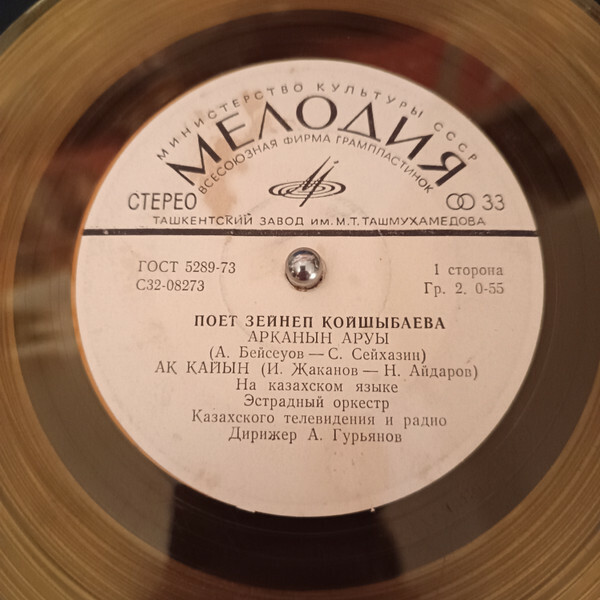 МИНИСТЕРСТВО КУЛЬТУРЫ СССР
МЕЛОДИЯ
ВСЕСОЮЗНАЯ ФИРМА ГРАМПЛАСТИНОК
СТЕРЕО
33
ТАШКЕНТСКИЙ ЗАВОД ИМ. М. Т. ТАШМУХАМЕДОВА
ГОСТ 5289-73
С32-08273
1 сторона
Гр. 2. 0-55
ПОЕТ ЗЕЙНЕП ҚОЙШЫБАЕВА
АРҚАНЫҢ АРУЫ
(А. Бейсеуов — С. Сейхазин)
АҚ ҚАЙЫН (И. Жаканов — Н. Айдаров)
На казахском языке
Эстрадный оркестр
Казахского телевидения и радио
Дирижер А. Гурьянов